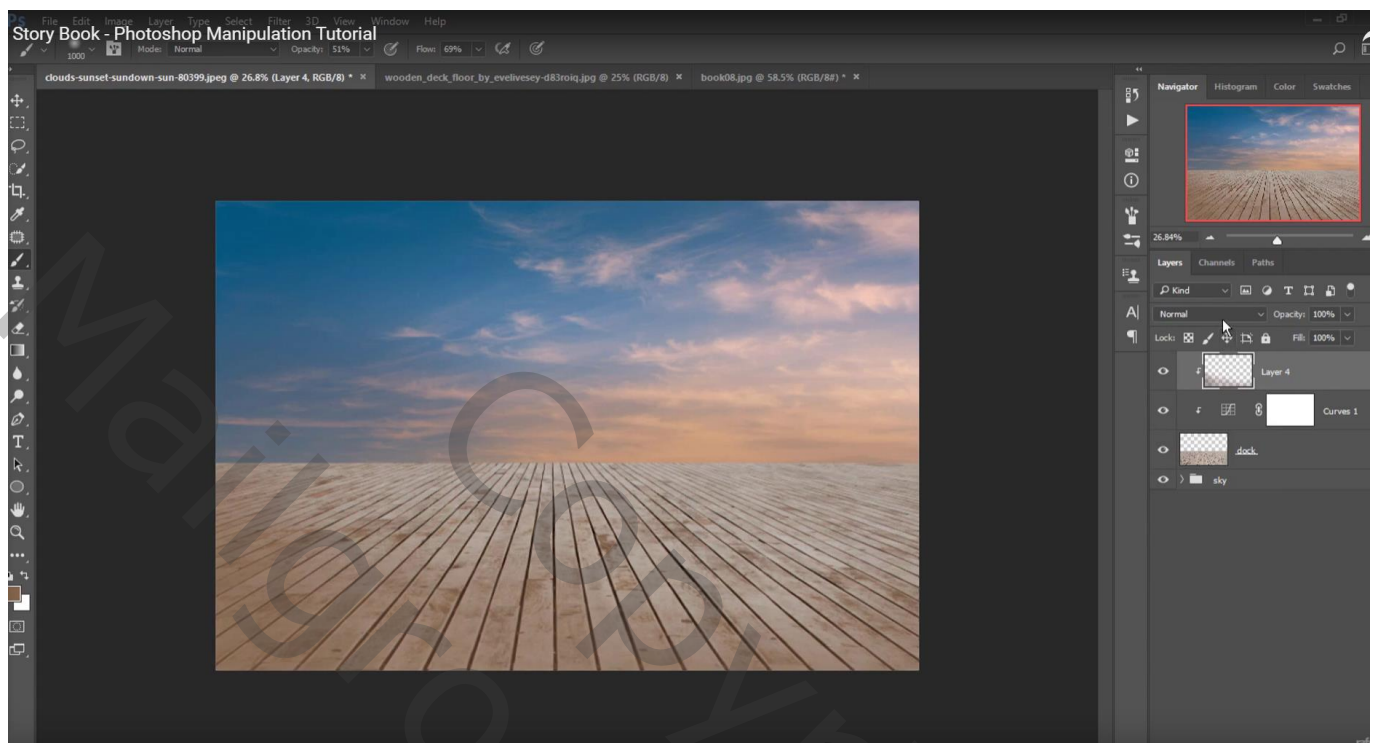 Ps File Edit Image Layer Type Select Filter 3D View Window Help
Story Book - Photoshop Manipulation Tutorial
1000 Mode: Normal Opacity: 51% Flow: 69%
clouds-sunset-sundown-sun-80399.jpeg @ 26.8% (Layer 4, RGB/8) * × wooden_deck_floor_by_evelivesey-d83roiq.jpg @ 25% (RGB/8) × book08.jpg @ 58.5% (RGB/8#) * ×
Navigator Histogram Color Swatches
26.84%
Layers Channels Paths
Kind
Normal Opacity: 100%
Lock: Fill: 100%
Layer 4
Curves 1
dock
sky